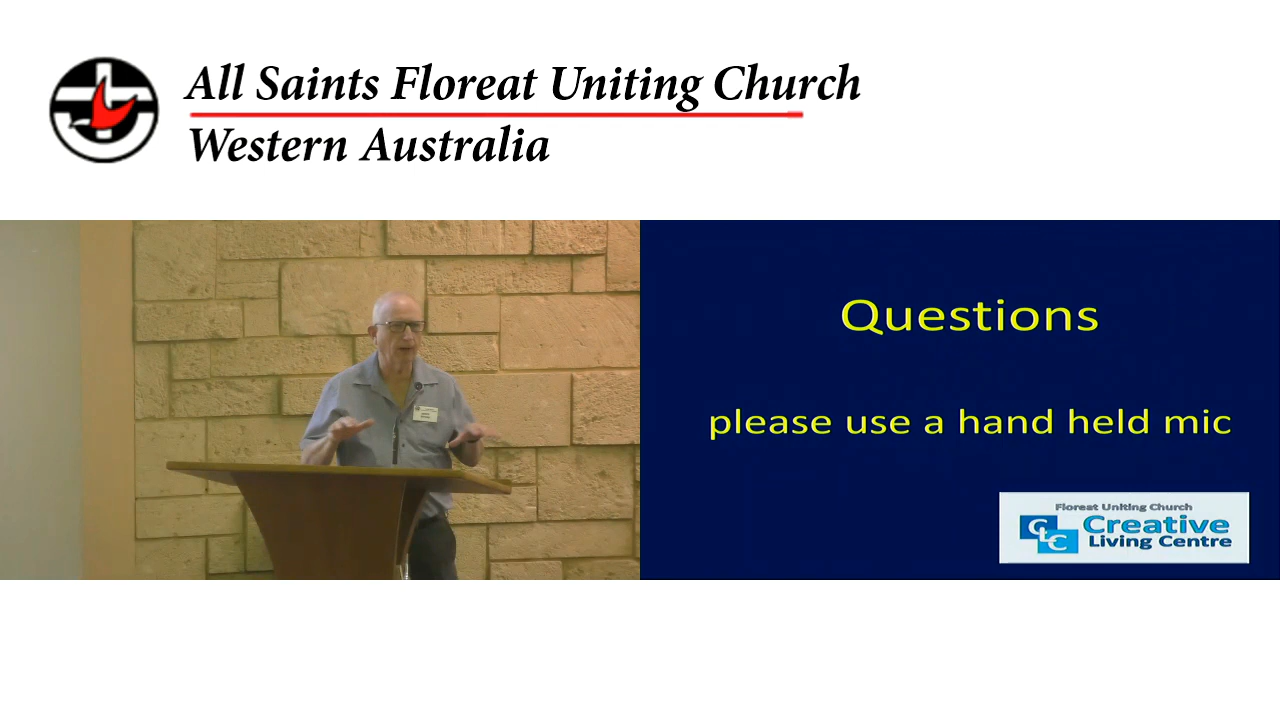 All Saints Floreat Uniting Church
Western Australia
Questions
please use a hand held mic
Floreat Uniting Church
CLC
Creative
Living Centre